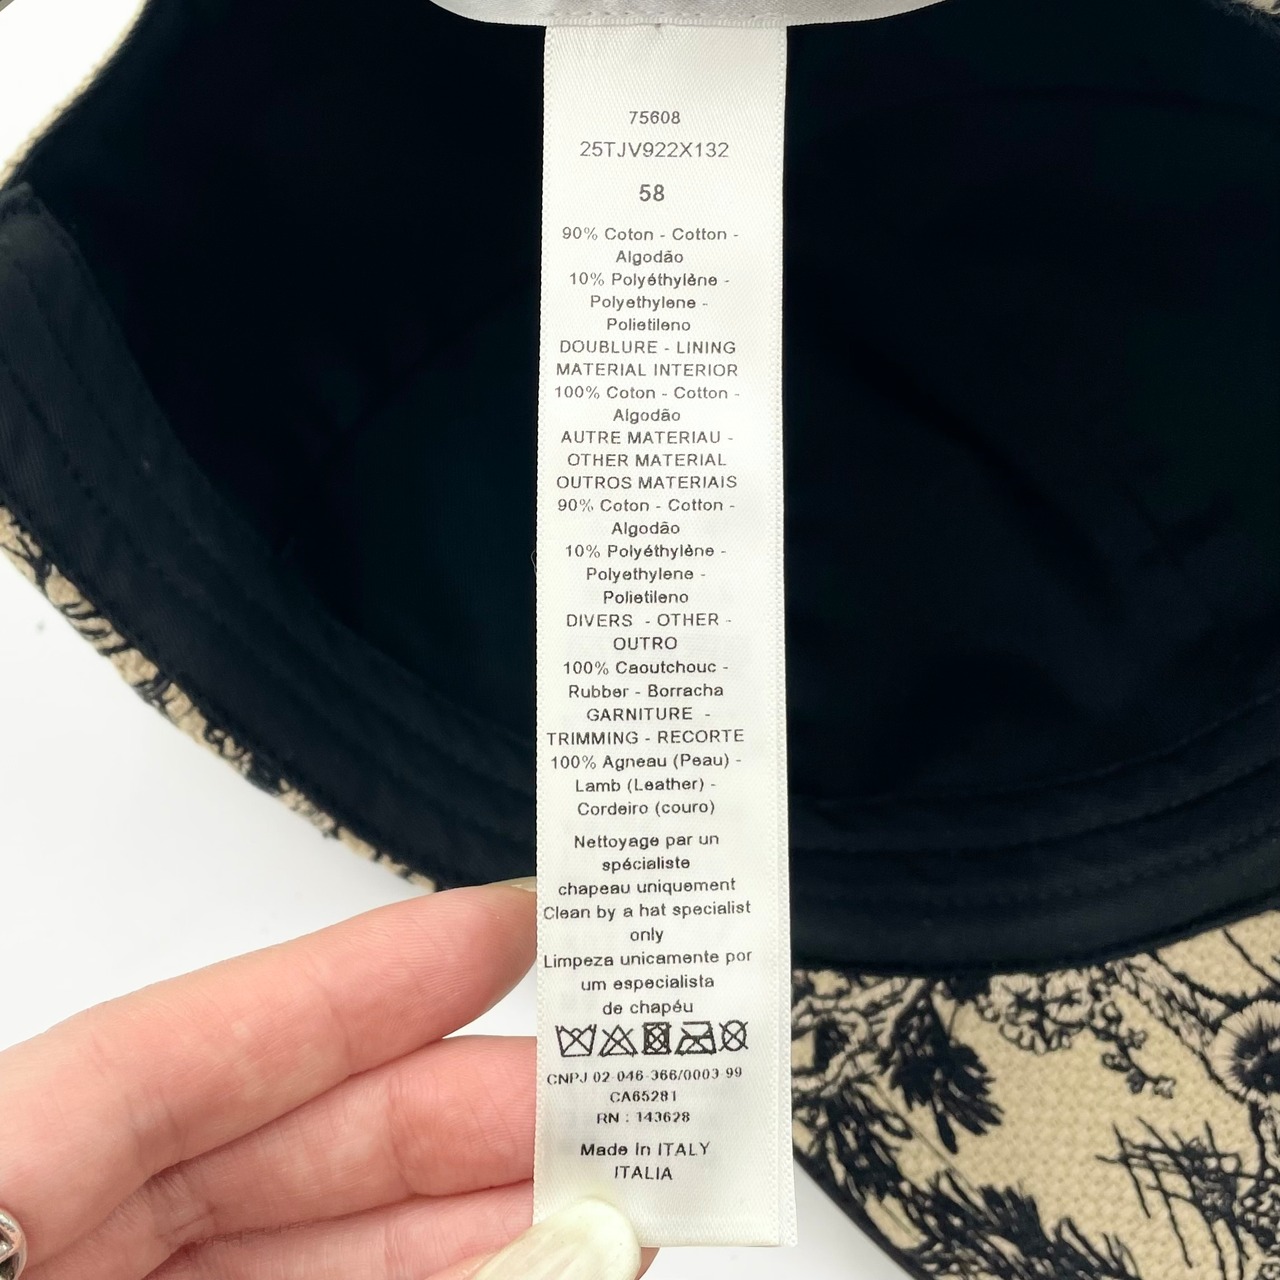 75608
25TJV922X132
58
90% Coton - Cotton -
Algodão
10% Polyéthylène -
Polyethylene -
Polietileno
DOUBLURE - LINING
MATERIAL INTERIOR
100% Coton - Cotton -
Algodão
AUTRE MATERIAU -
OTHER MATERIAL
OUTROS MATERIAIS
90% Coton - Cotton -
Algodão
10% Polyéthylène -
Polyethylene -
Polietileno
DIVERS - OTHER -
OUTRO
100% Caoutchouc -
Rubber - Borracha
GARNITURE -
TRIMMING - RECORTE
100% Agneau (Peau) -
Lamb (Leather) -
Cordeiro (couro)
Nettoyage par un
spécialiste
chapeau uniquement
Clean by a hat specialist
only
Limpeza unicamente por
um especialista
de chapéu
CNPJ 02-046-366/0003-99
CA65281
RN : 143628
Made in ITALY
ITALIA